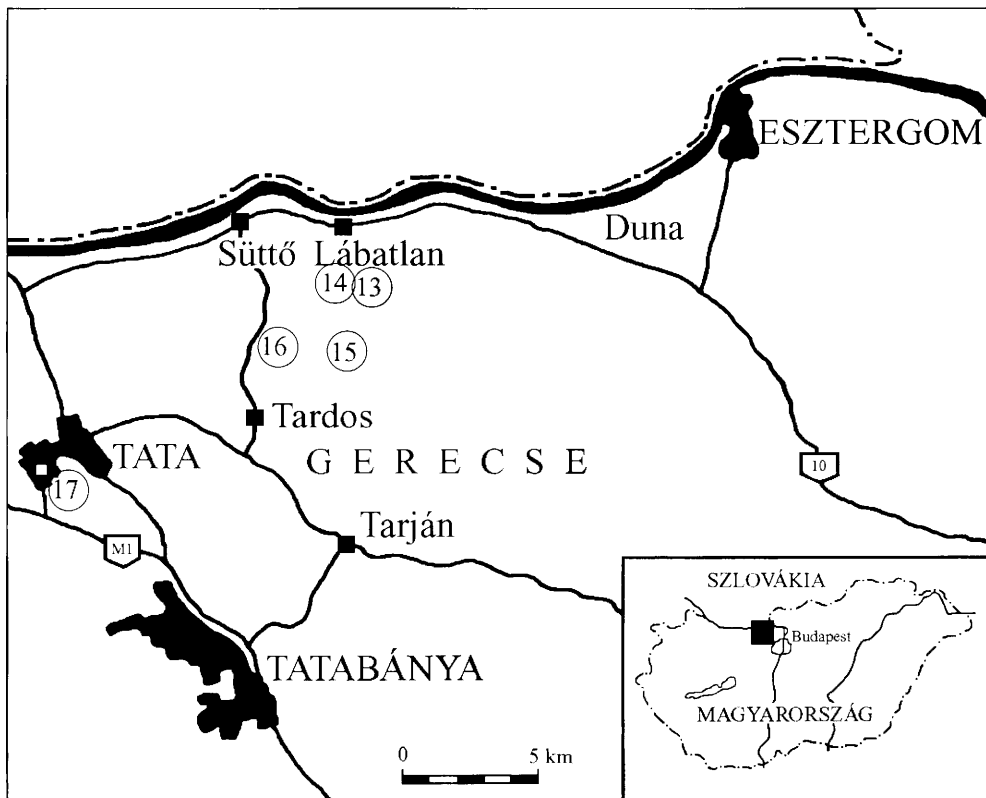 ESZTERGOM
Duna
Süttő Lábatlan
14 13
16 15
Tardos
TATA
GERECSE
10
17
Tarján
M1
SZLOVÁKIA
Budapest
TATABÁNYA
MAGYARORSZÁG
0 5 km